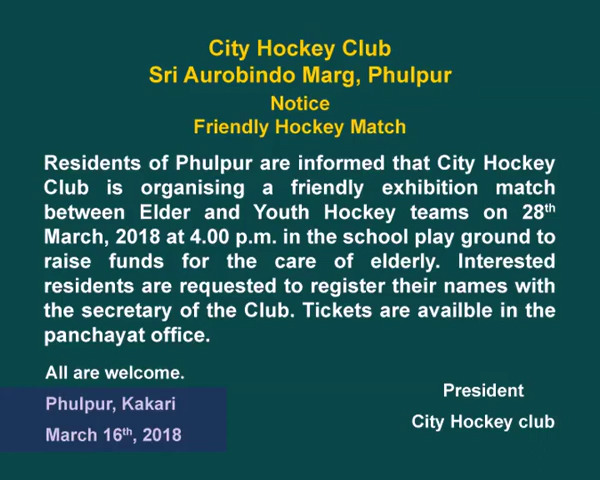 City Hockey Club
Sri Aurobindo Marg, Phulpur
Notice
Friendly Hockey Match
Residents of Phulpur are informed that City Hockey
Club is organising a friendly exhibition match
between Elder and Youth Hockey teams on 28th
March, 2018 at 4.00 p.m. in the school play ground to
raise funds for the care of elderly. Interested
residents are requested to register their names with
the secretary of the Club. Tickets are availble in the
panchayat office.
All are welcome.
Phulpur, Kakari
March 16th, 2018
President
City Hockey club